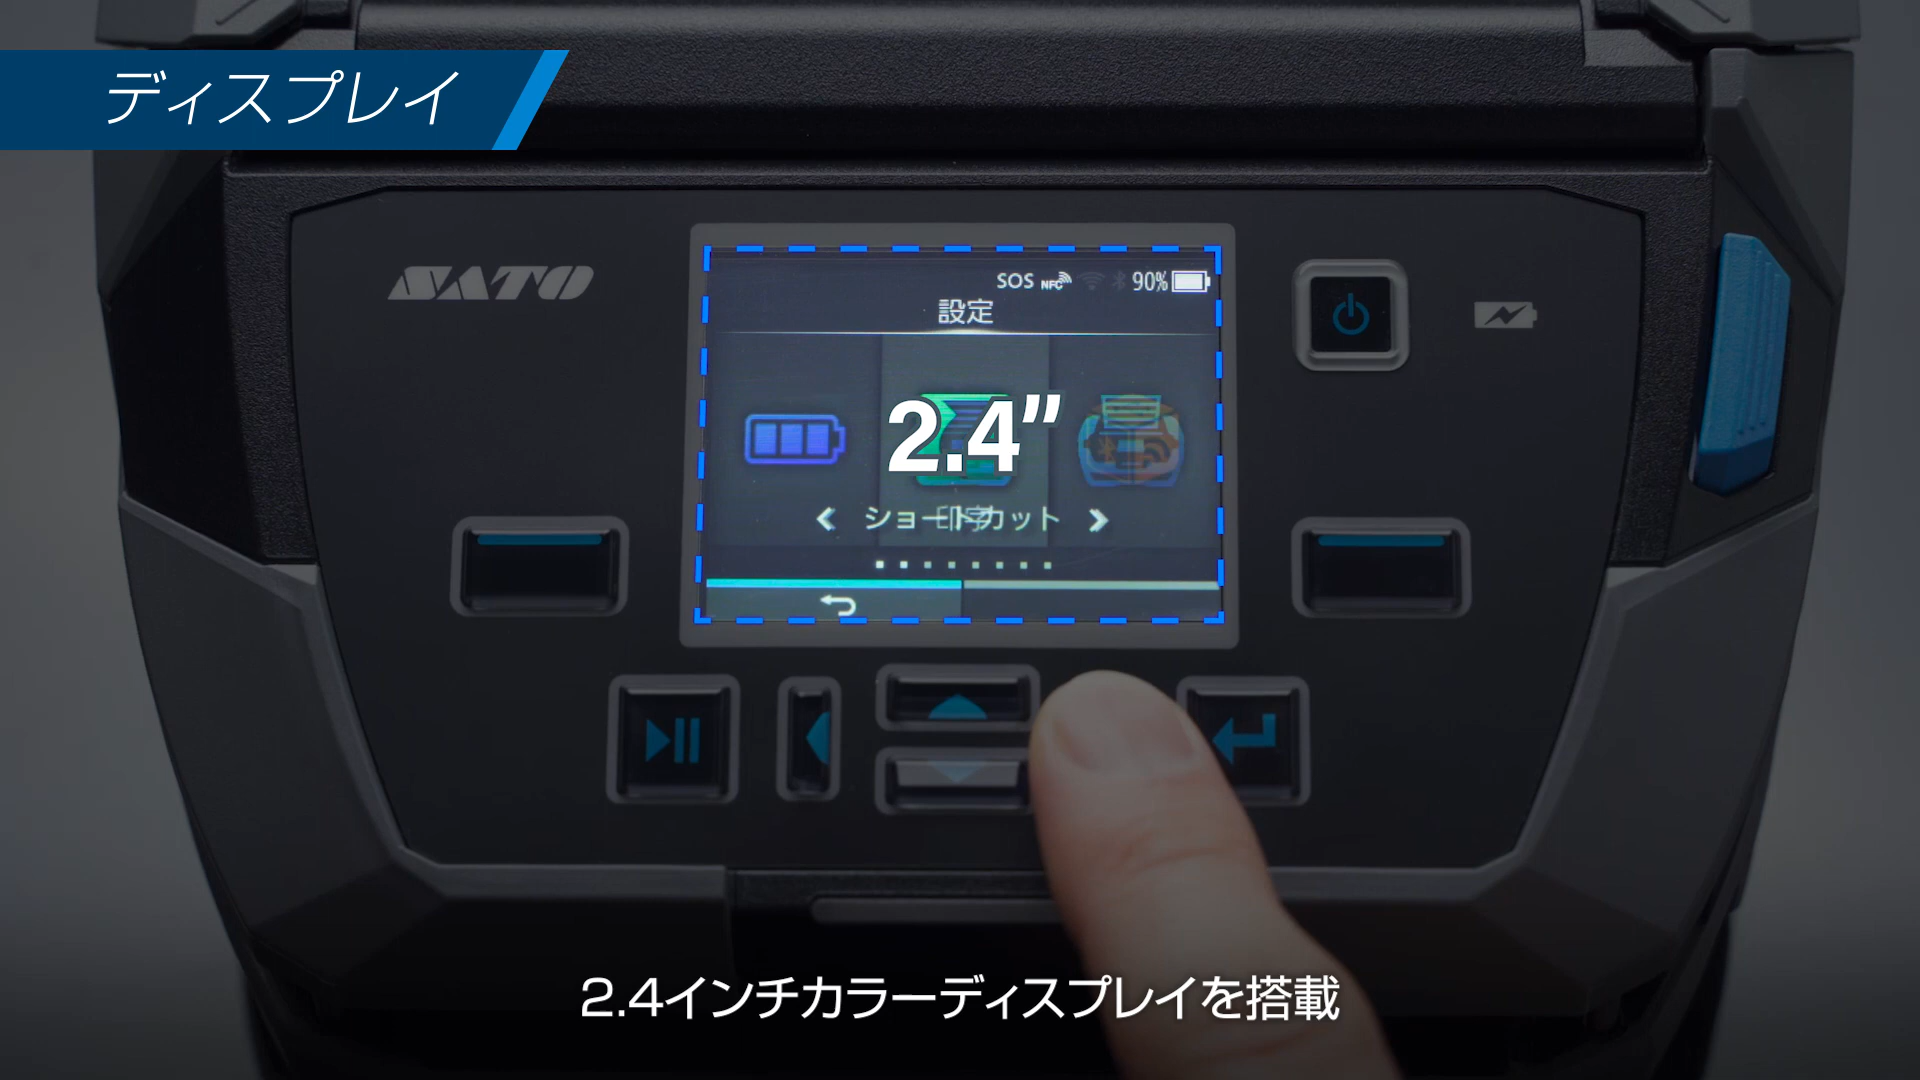 ディスプレイ
SATO
SOS NFC 90%
設定
2.4″
ショートカット
2.4インチカラーディスプレイを搭載